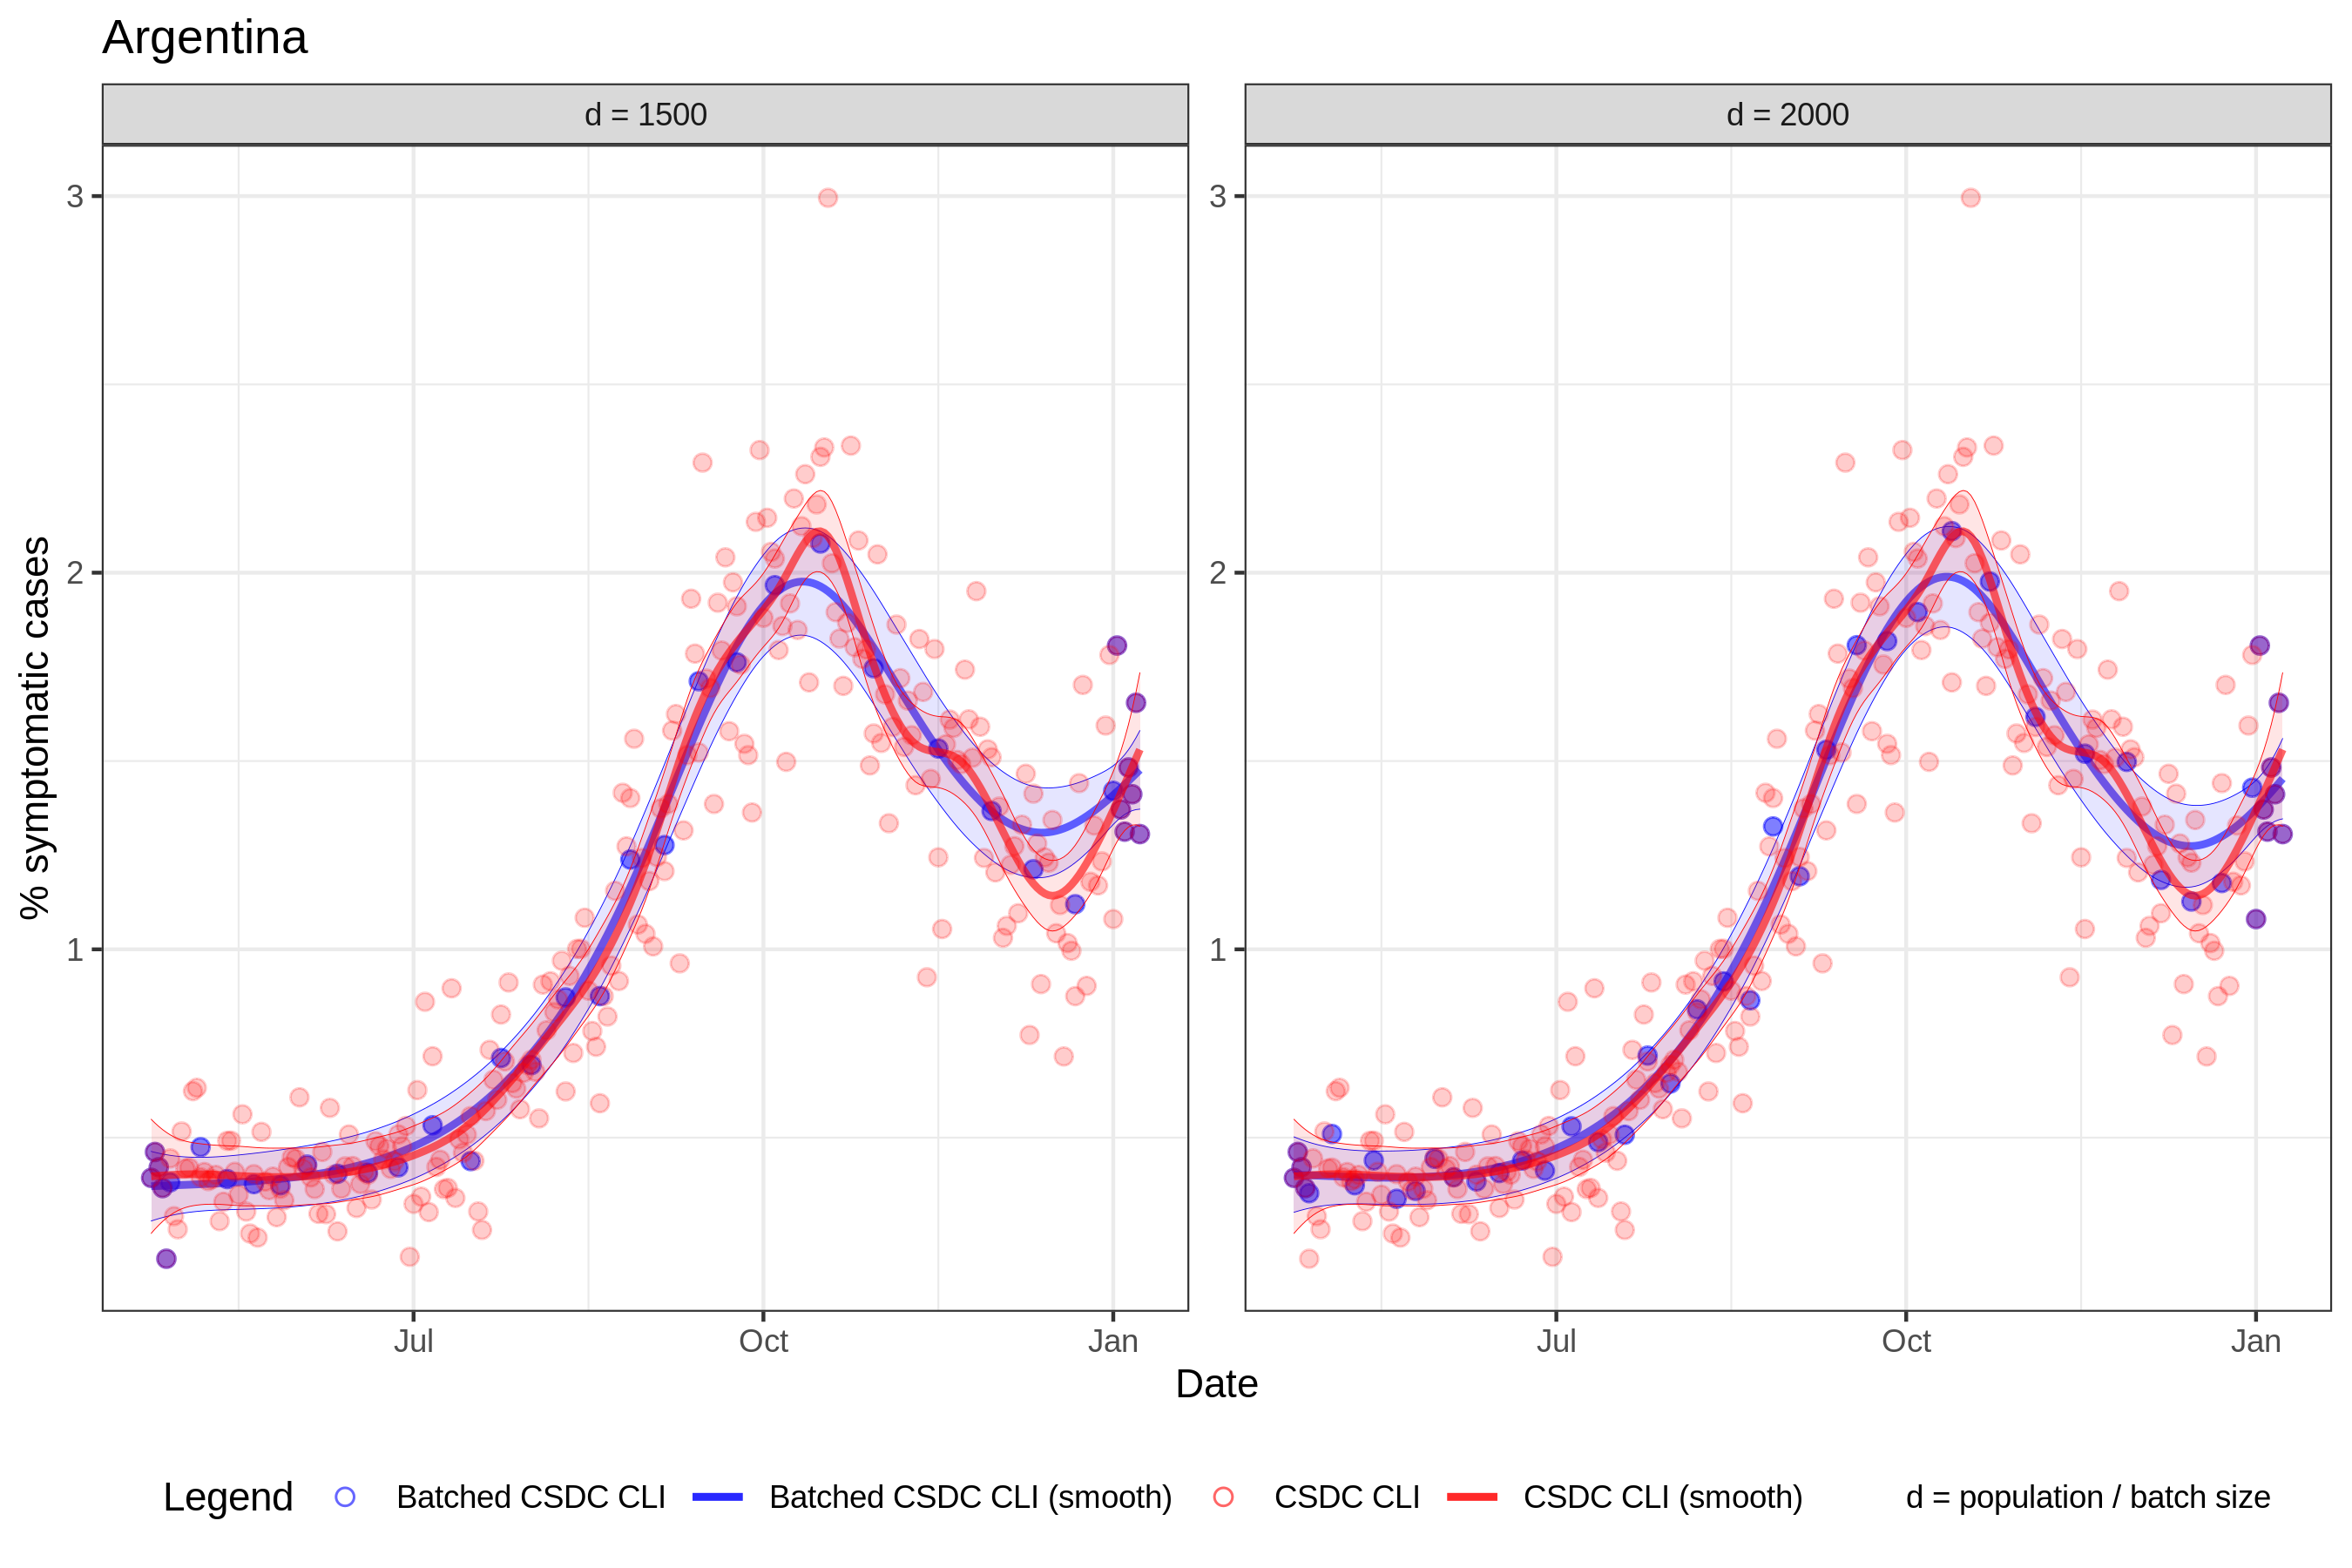 Argentina
d = 1500
d = 2000
% symptomatic cases
3
2
1
3
2
1
Jul
Oct
Jan
Jul
Oct
Jan
Date
Legend
Batched CSDC CLI
Batched CSDC CLI (smooth)
CSDC CLI
CSDC CLI (smooth)
d = population / batch size